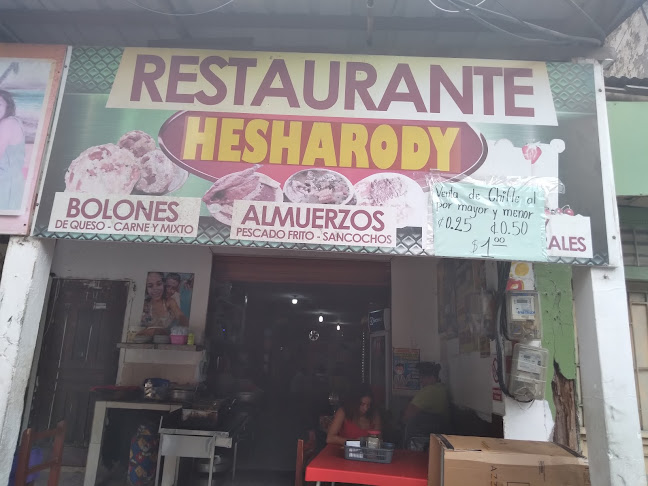 RESTAURANTE
HESHARODY
BOLONES
DE QUESO - CARNE Y MIXTO
ALMUERZOS
PESCADO FRITO - SANCOCHOS
Venta de Chifle al
por mayor y menor
¢0.25 ¢0.50
$1.00